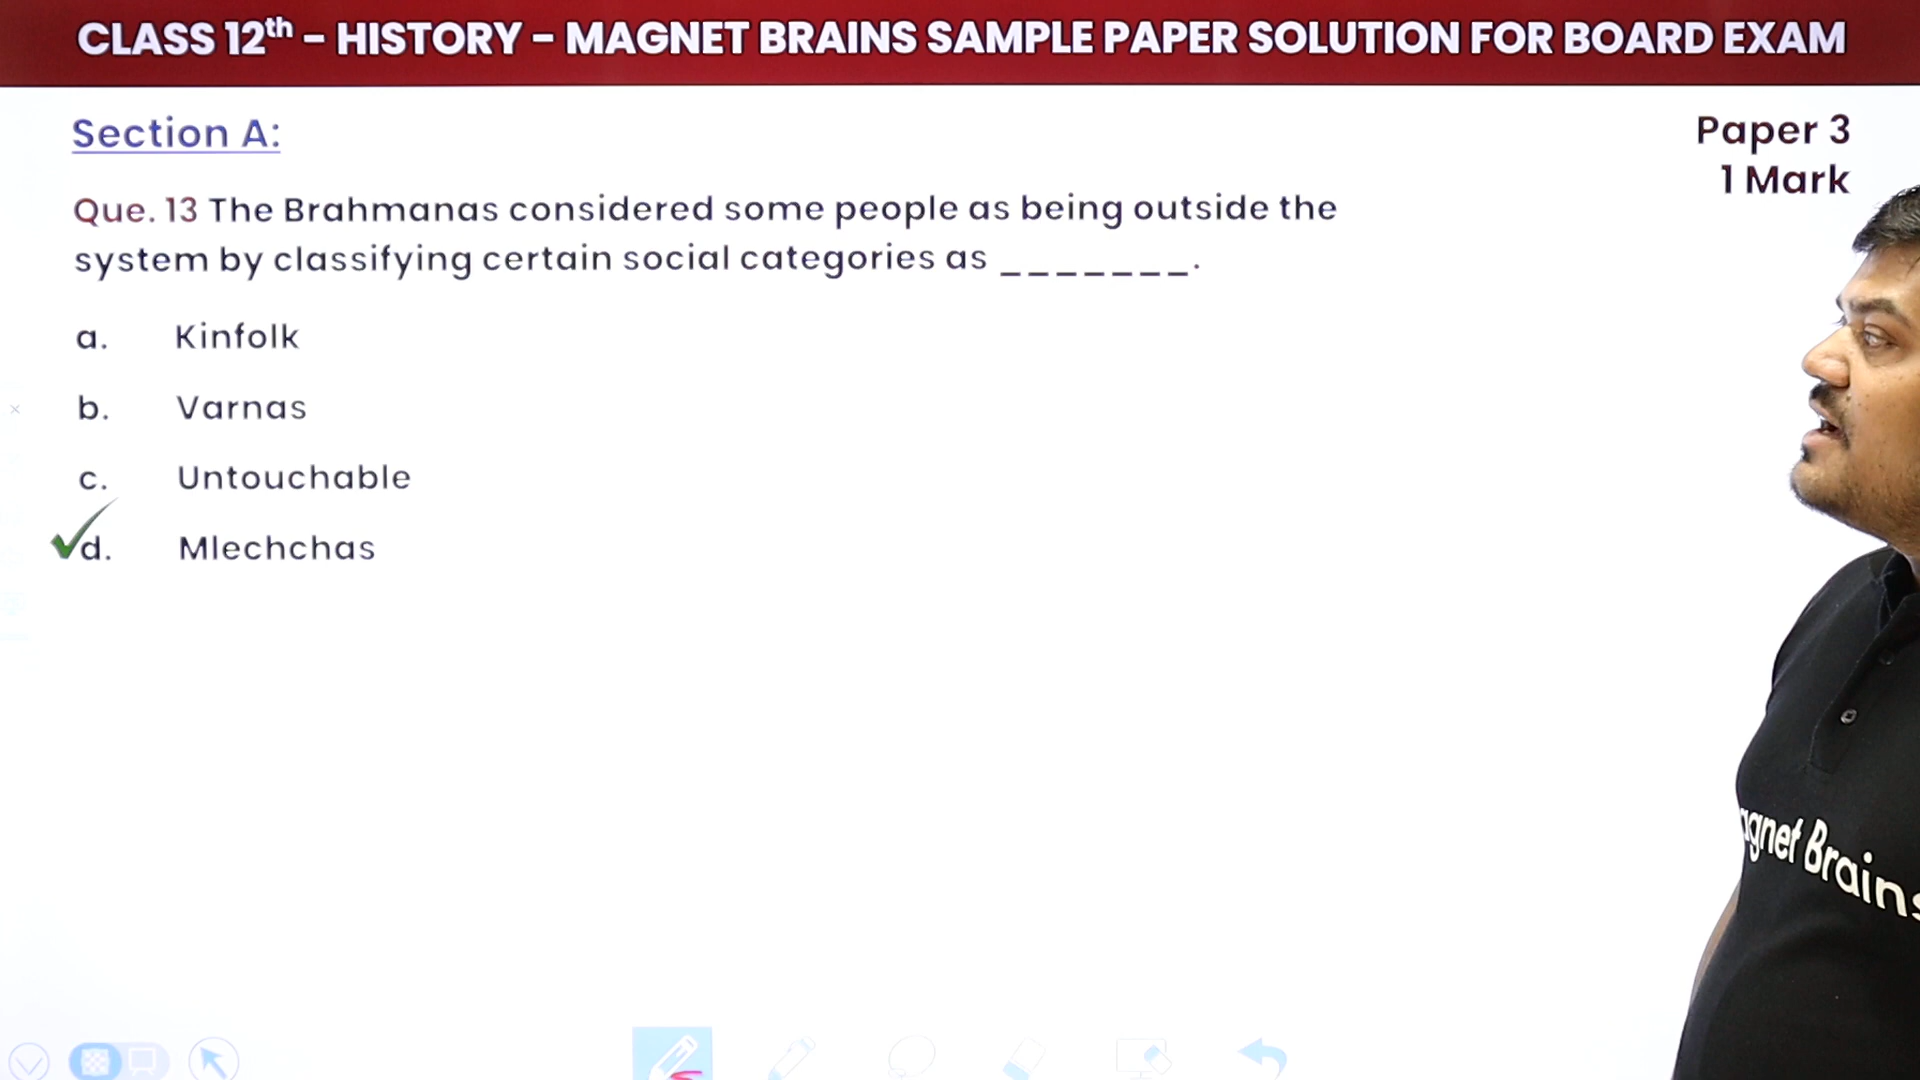 CLASS 12th – HISTORY – MAGNET BRAINS SAMPLE PAPER SOLUTION FOR BOARD EXAM
Section A:
Paper 3
1 Mark
Que. 13 The Brahmanas considered some people as being outside the
system by classifying certain social categories as _______.
a. Kinfolk
b. Varnas
c. Untouchable
d. Mlechchas
Brains